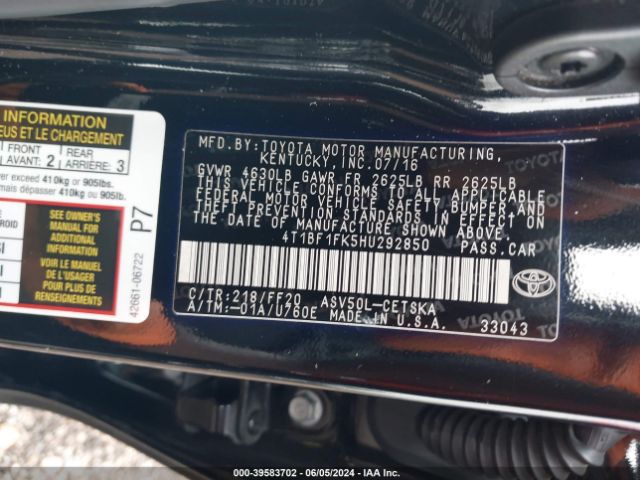 INFORMATION
EUS ET LE CHARGEMENT
FRONT
AVANT: 2
REAR
ARRIÈRE: 3
ever exceed 410kg or 905lbs.
mais dépasser 410kg ou 905lb.
SEE OWNER'S
MANUAL FOR
ADDITIONAL
INFORMATION
VOIR LE MANUEL
DE
POUR PLUS DE
RENSEIGNEMENTS
P7
42661-06722
MFD.BY:TOYOTA MOTOR MANUFACTURING,
KENTUCKY,INC.07/16
GVWR 4630LB GAWR FR 2625LB RR 2625LB
THIS VEHICLE CONFORMS TO ALL APPLICABLE
FEDERAL MOTOR VEHICLE SAFETY BUMPER, AND
THEFT PREVENTION STANDARDS IN EFFECT
ON THE DATE OF MANUFACTURE SHOWN ABOVE.
4T1BF1FK5HU292850 PASS.CAR
C/TR:218/FF20 ASV50L-CETSKA
A/TM:-01A/U760E MADE IN U.S.A. 33043
TOYOTA
000-39583702 - 06/05/2024 - IAA Inc.